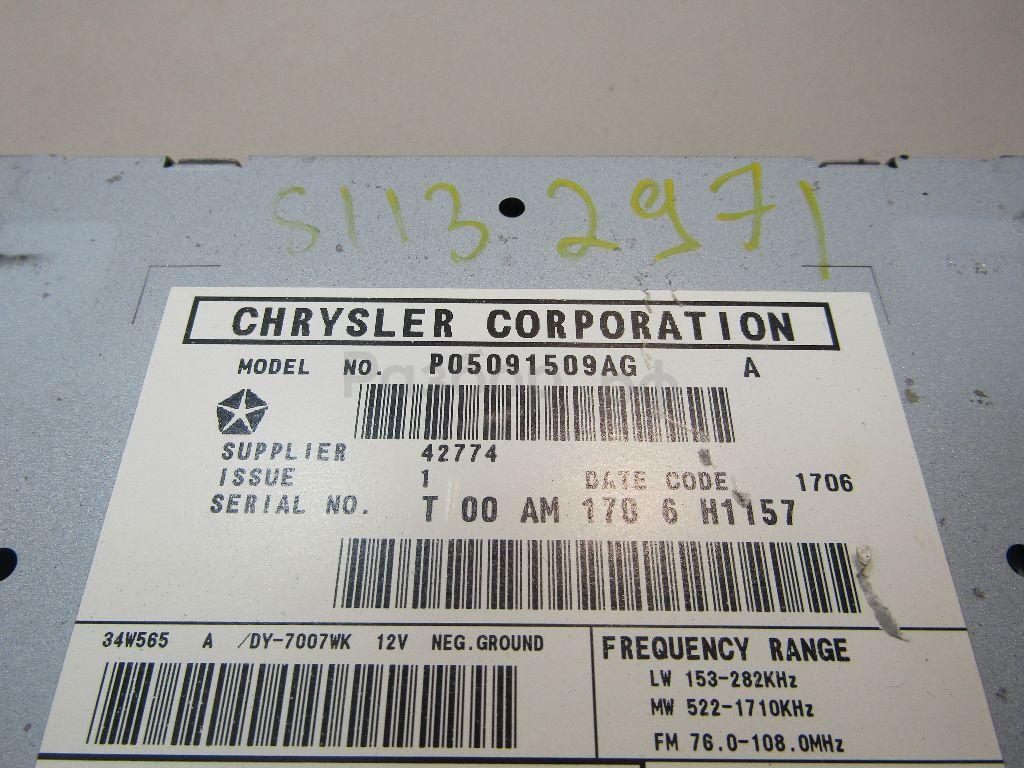 S113 2971
CHRYSLER CORPORATION
MODEL NO. P05091509AG A
SUPPLIER 42774
ISSUE 1 DATE CODE 1706
SERIAL NO. T 00 AM 170 6 H1157
34W565 A /DY-7007WK 12V NEG.GROUND
FREQUENCY RANGE
LW 153-282KHz
MW 522-1710KHz
FM 76.0-108.0MHz